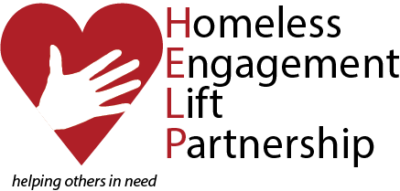 Homeless
Engagement
Lift
Partnership
helping others in need